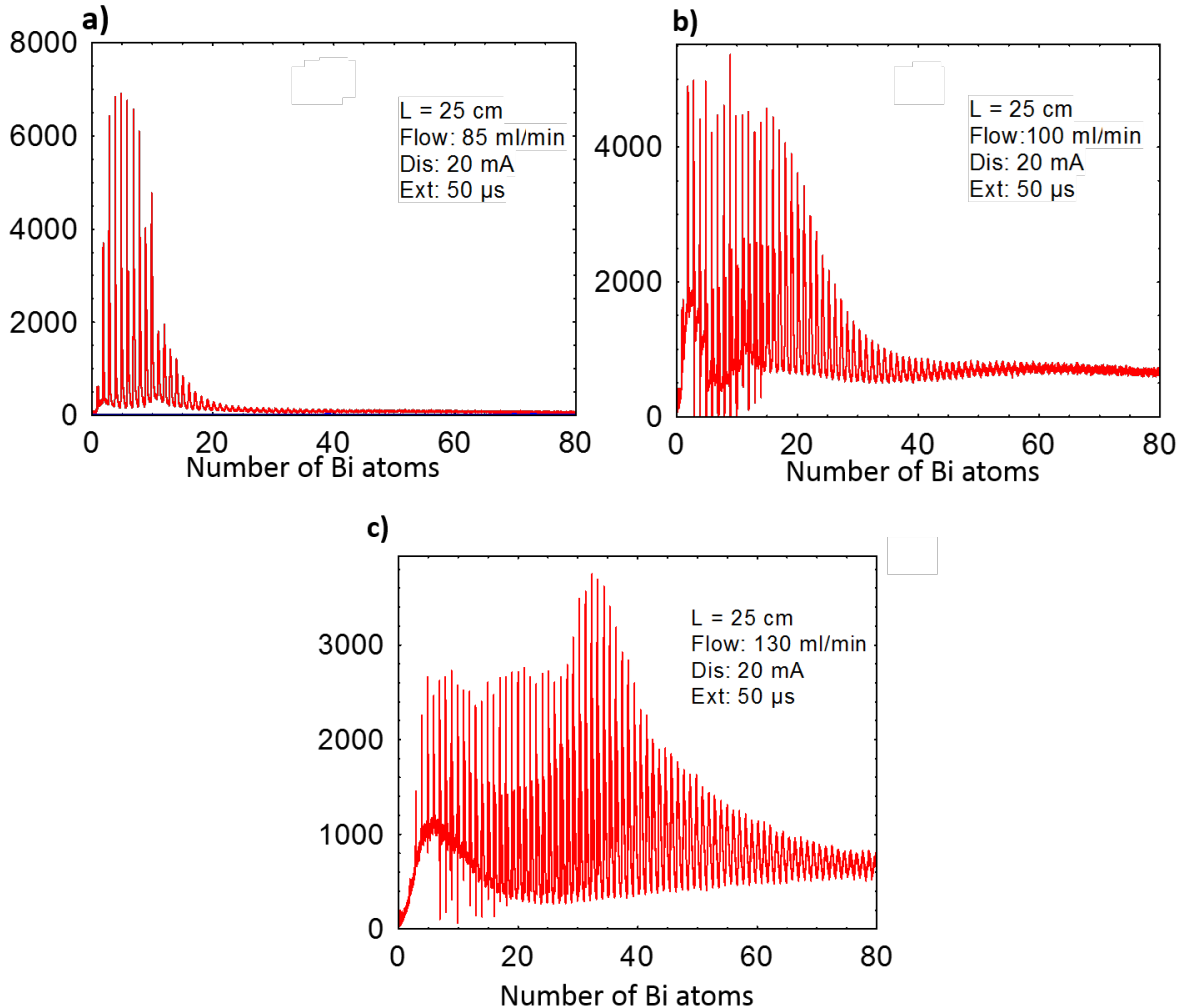 a)
8000
6000
4000
2000
0
0 20 40 60 80
Number of Bi atoms
L = 25 cm
Flow: 85 ml/min
Dis: 20 mA
Ext: 50 µs
b)
4000
2000
0
0 20 40 60 80
Number of Bi atoms
L = 25 cm
Flow:100 ml/min
Dis: 20 mA
Ext: 50 µs
c)
3000
2000
1000
0
0 20 40 60 80
Number of Bi atoms
L = 25 cm
Flow: 130 ml/min
Dis: 20 mA
Ext: 50 µs